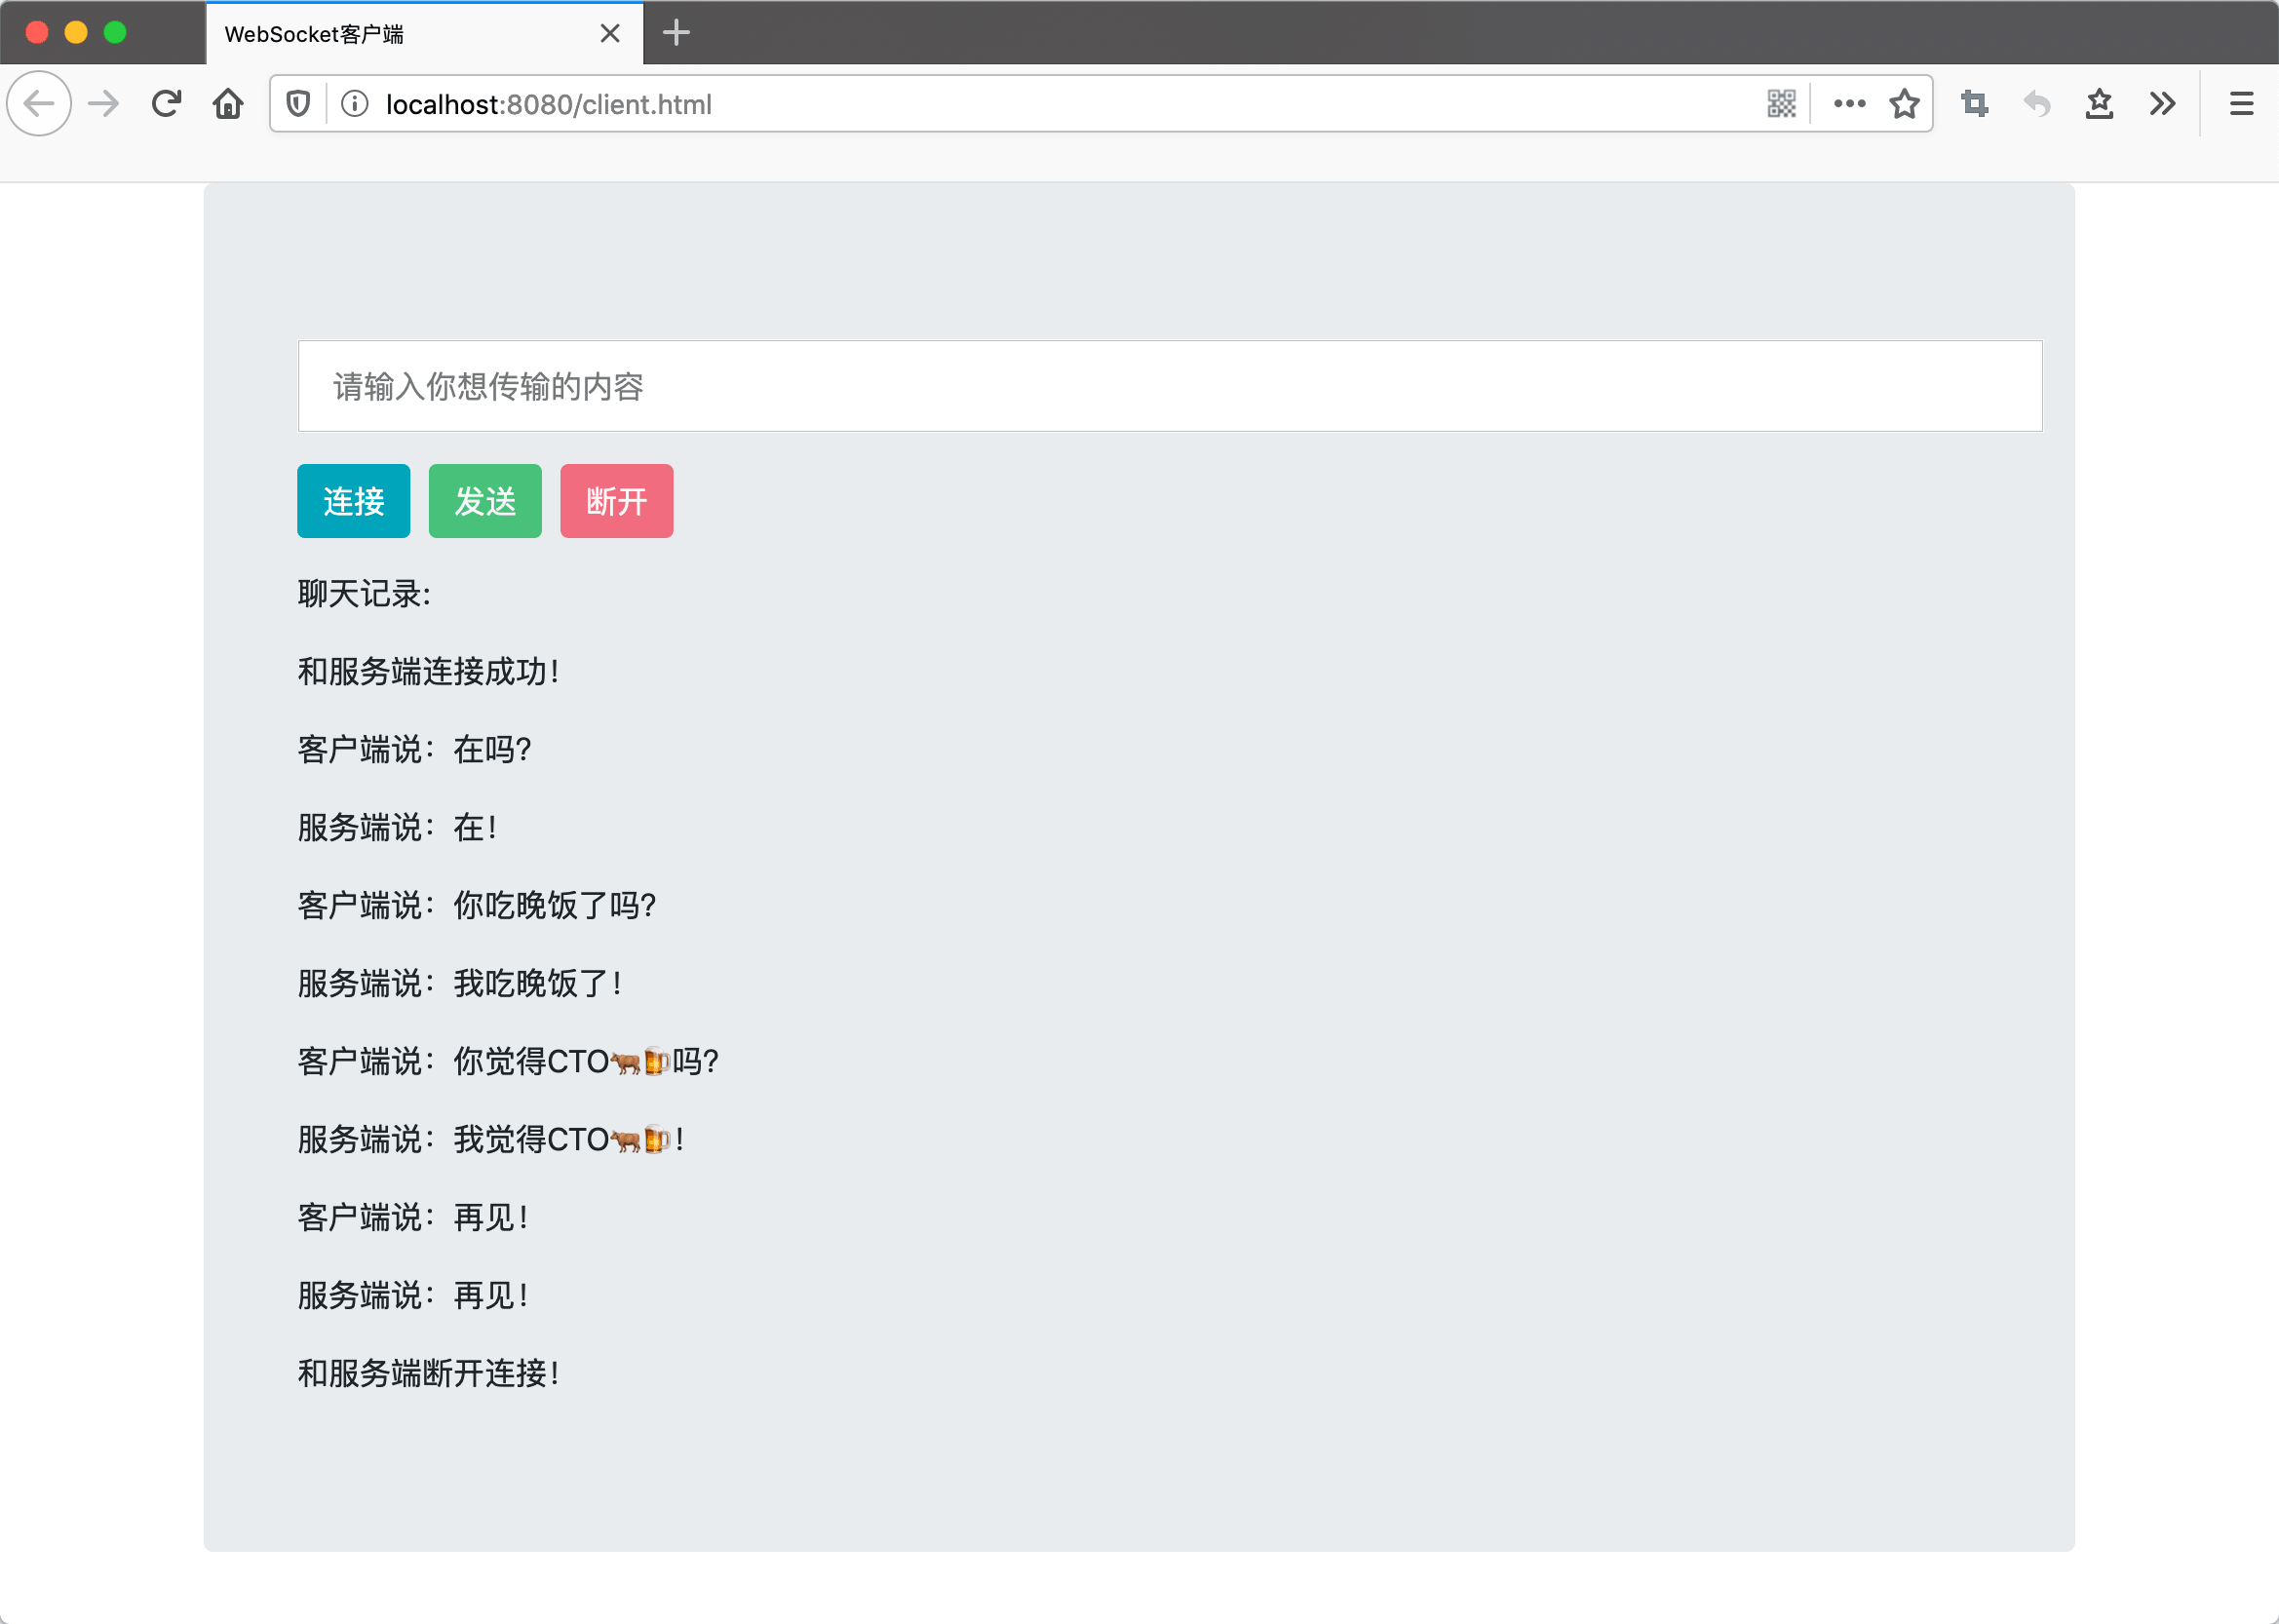 WebSocket客户端
localhost:8080/client.html
请输入你想传输的内容
连接 发送 断开
聊天记录:
和服务端连接成功！
客户端说：在吗?
服务端说：在！
客户端说：你吃晚饭了吗?
服务端说：我吃晚饭了！
客户端说：你觉得CTO🐂🍺吗?
服务端说：我觉得CTO🐂🍺！
客户端说：再见！
服务端说：再见！
和服务端断开连接！